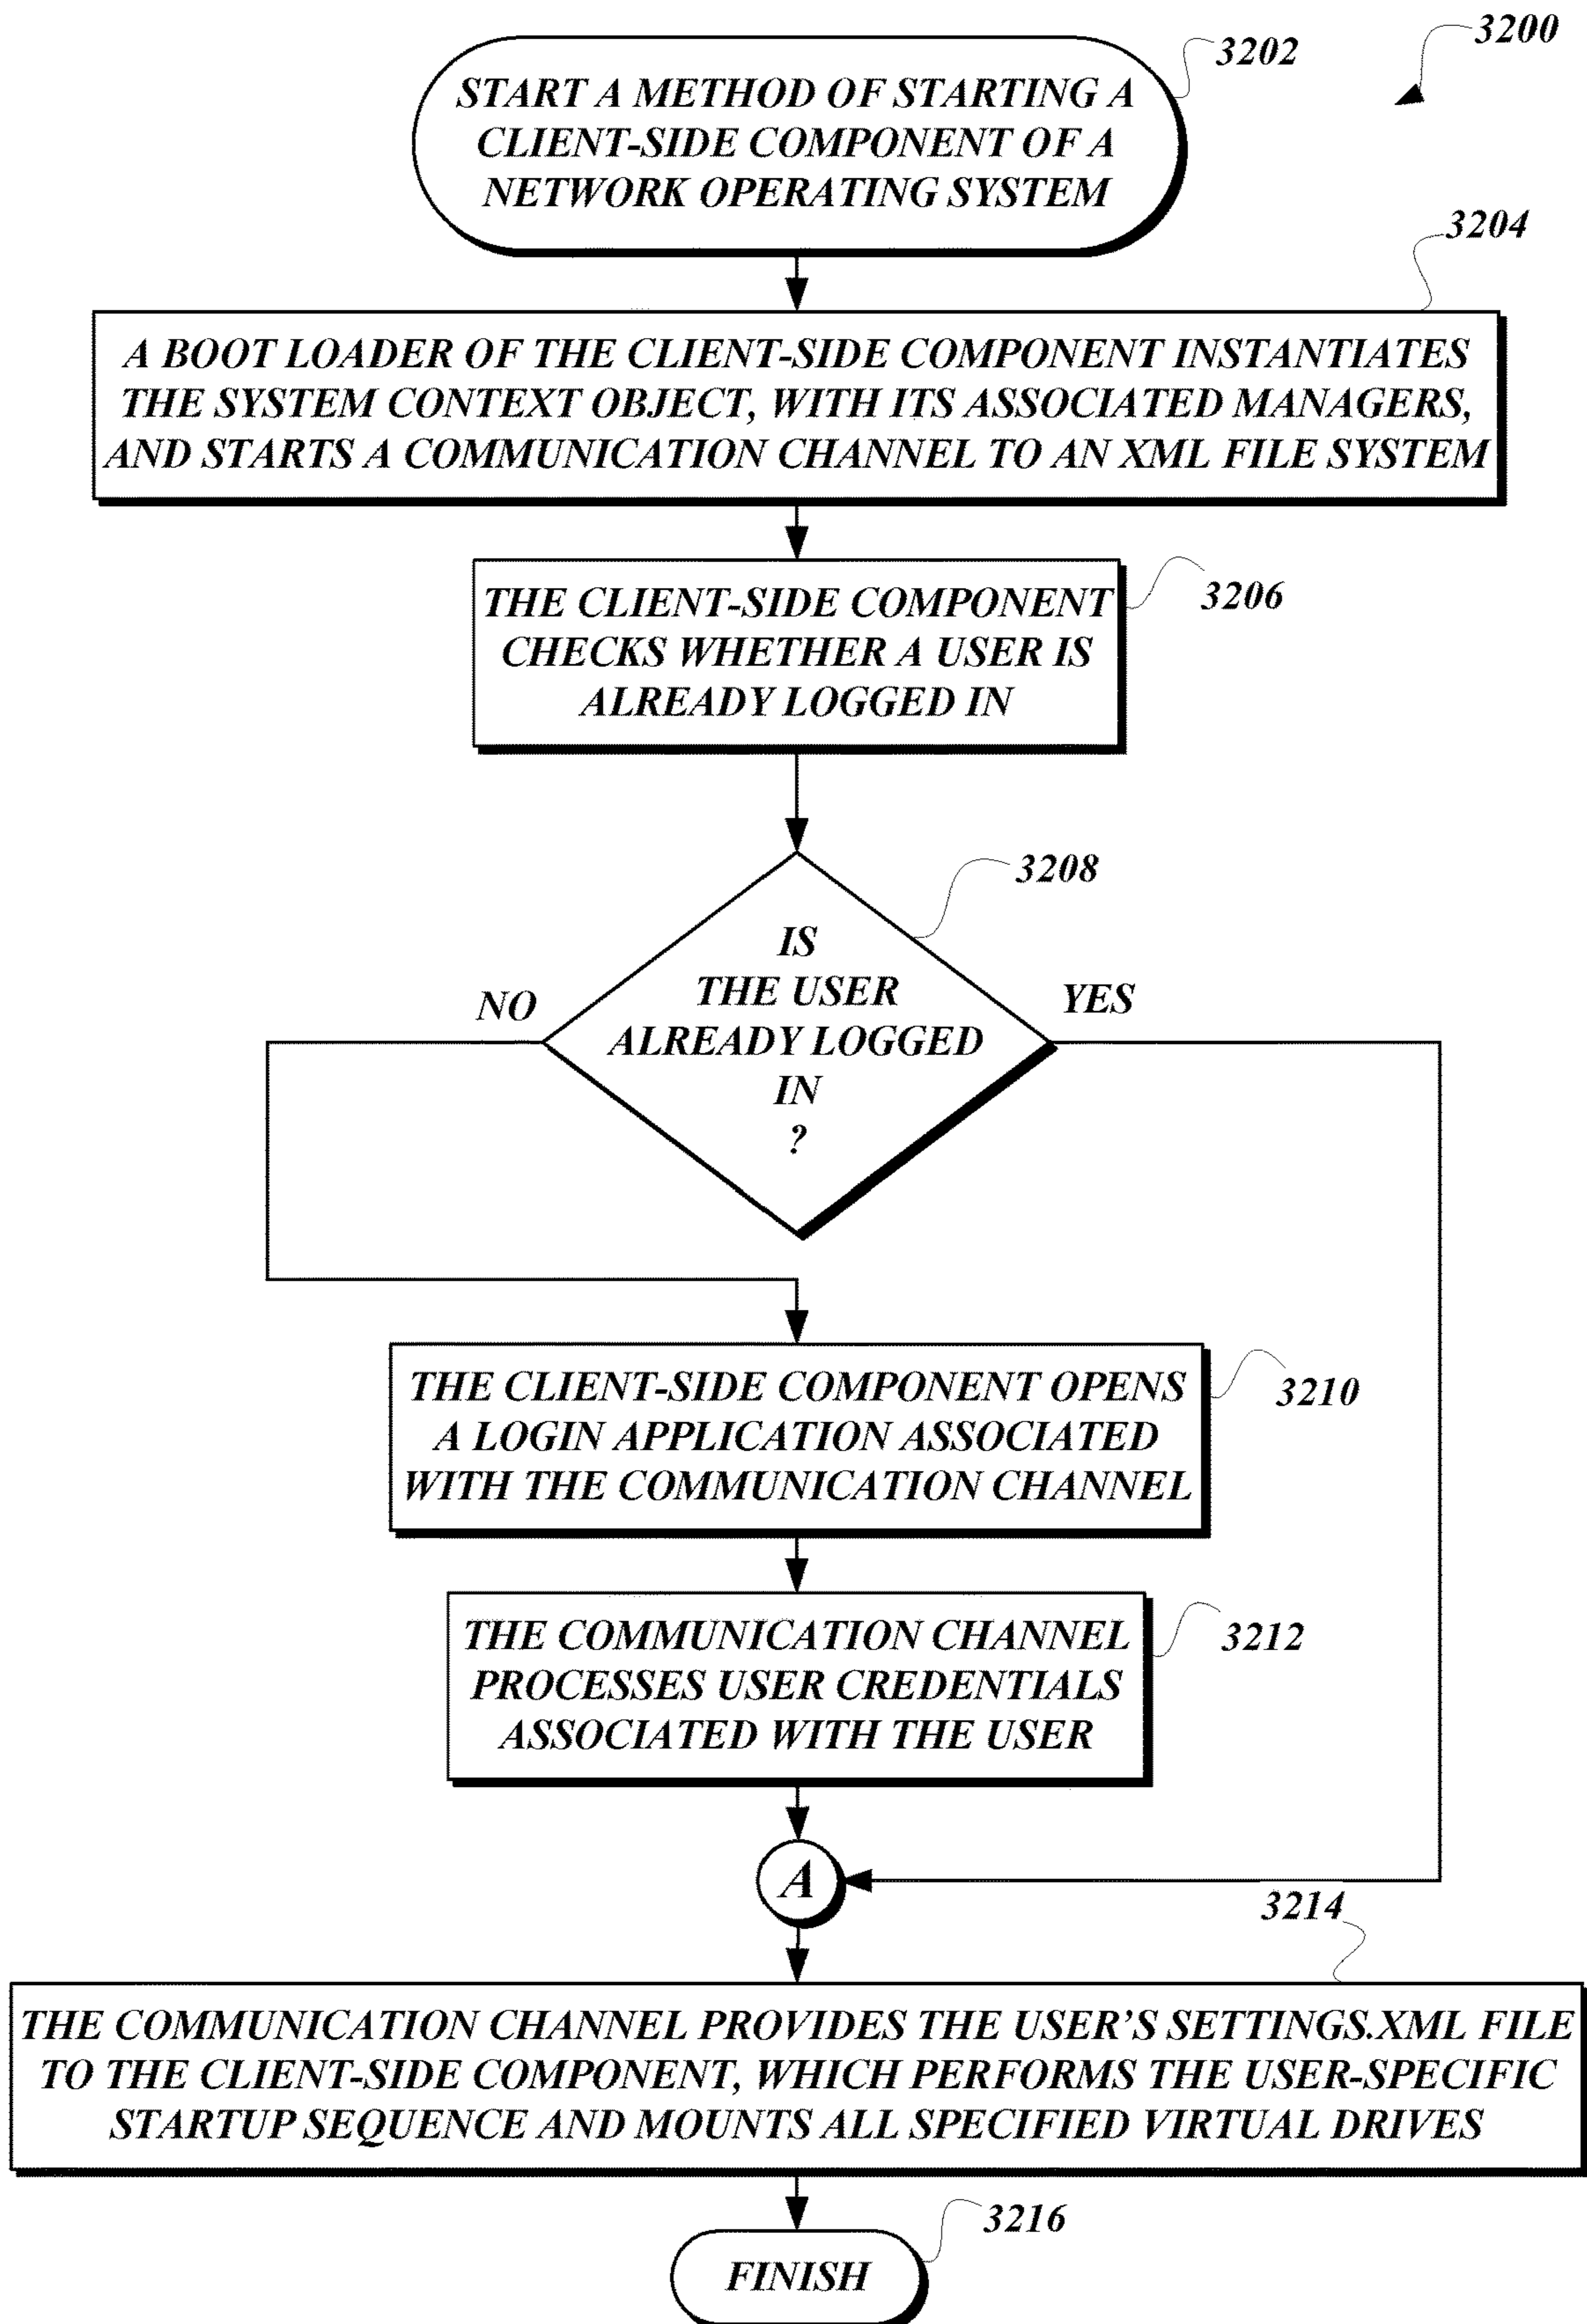 3200
3202
START A METHOD OF STARTING A
CLIENT-SIDE COMPONENT OF A
NETWORK OPERATING SYSTEM
3204
A BOOT LOADER OF THE CLIENT-SIDE COMPONENT INSTANTIATES
THE SYSTEM CONTEXT OBJECT, WITH ITS ASSOCIATED MANAGERS,
AND STARTS A COMMUNICATION CHANNEL TO AN XML FILE SYSTEM
3206
THE CLIENT-SIDE COMPONENT
CHECKS WHETHER A USER IS
ALREADY LOGGED IN
3208
IS
THE USER
ALREADY LOGGED
IN
?
NO
YES
3210
THE CLIENT-SIDE COMPONENT OPENS
A LOGIN APPLICATION ASSOCIATED
WITH THE COMMUNICATION CHANNEL
3212
THE COMMUNICATION CHANNEL
PROCESSES USER CREDENTIALS
ASSOCIATED WITH THE USER
A
3214
THE COMMUNICATION CHANNEL PROVIDES THE USER'S SETTINGS.XML FILE
TO THE CLIENT-SIDE COMPONENT, WHICH PERFORMS THE USER-SPECIFIC
STARTUP SEQUENCE AND MOUNTS ALL SPECIFIED VIRTUAL DRIVES
3216
FINISH